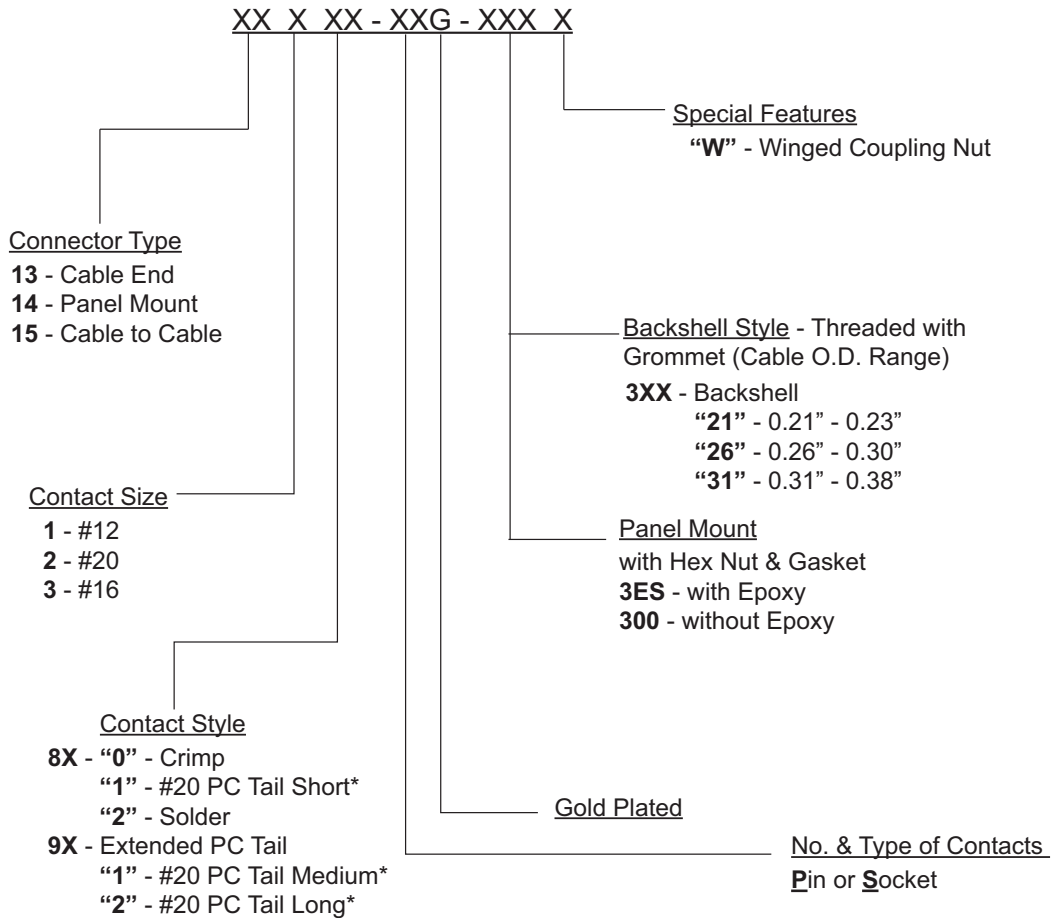 XX X XX - XXG - XXX X
Special Features
“W” - Winged Coupling Nut
Connector Type
13 - Cable End
14 - Panel Mount
15 - Cable to Cable
Backshell Style - Threaded with
Grommet (Cable O.D. Range)
3XX - Backshell
“21” - 0.21” - 0.23”
“26” - 0.26” - 0.30”
“31” - 0.31” - 0.38”
Contact Size
1 - #12
2 - #20
3 - #16
Panel Mount
with Hex Nut & Gasket
3ES - with Epoxy
300 - without Epoxy
Contact Style
8X - “0” - Crimp
“1” - #20 PC Tail Short*
“2” - Solder
9X - Extended PC Tail
“1” - #20 PC Tail Medium*
“2” - #20 PC Tail Long*
Gold Plated
No. & Type of Contacts
Pin or Socket